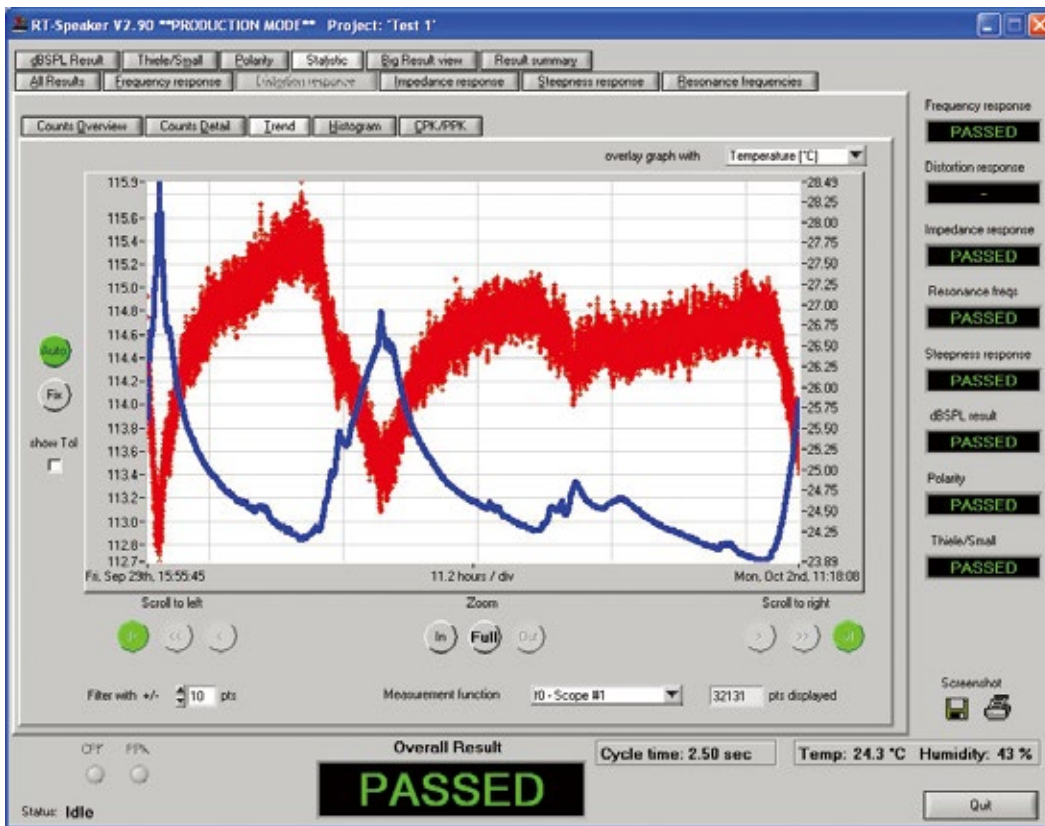 RT-Speaker V2.90 **PRODUCTION MODE** Project: 'Test 1'
dBSPL Result Thiele/Small Polarity Statistic Big Result view Result summary
All Results Frequency response Distortion response Impedance response Steepness response Resonance frequencies
Counts Overview Counts Detail Trend Histogram CPK/PPK
overlay graph with Temperature [°C]
115.9
115.6
115.4
115.2
115.0
114.8
114.6
114.4
114.2
114.0
113.8
113.6
113.4
113.2
113.0
112.8
112.7
28.49
28.25
28.00
27.75
27.50
27.25
27.00
26.75
26.50
26.25
26.00
25.75
25.50
25.25
25.00
24.75
24.50
24.25
23.89
Auto
Fix
show Tol
Fri, Sep 29th, 15:55:45 11.2 hours / div Mon, Oct 2nd, 11:18:08
Scroll to left Zoom Scroll to right
|< << < In Full Out > >> >|
Filter with +/- 10 pts Measurement function f0 - Scope #1 32131 pts displayed
Frequency response
PASSED
Distortion response
-
Impedance response
PASSED
Resonance freqs
PASSED
Steepness response
PASSED
dBSPL result
PASSED
Polarity
PASSED
Thiele/Small
PASSED
Screenshot
Overall Result
PASSED
Cycle time: 2.50 sec
Temp: 24.3 °C Humidity: 43 %
Status: Idle
Quit